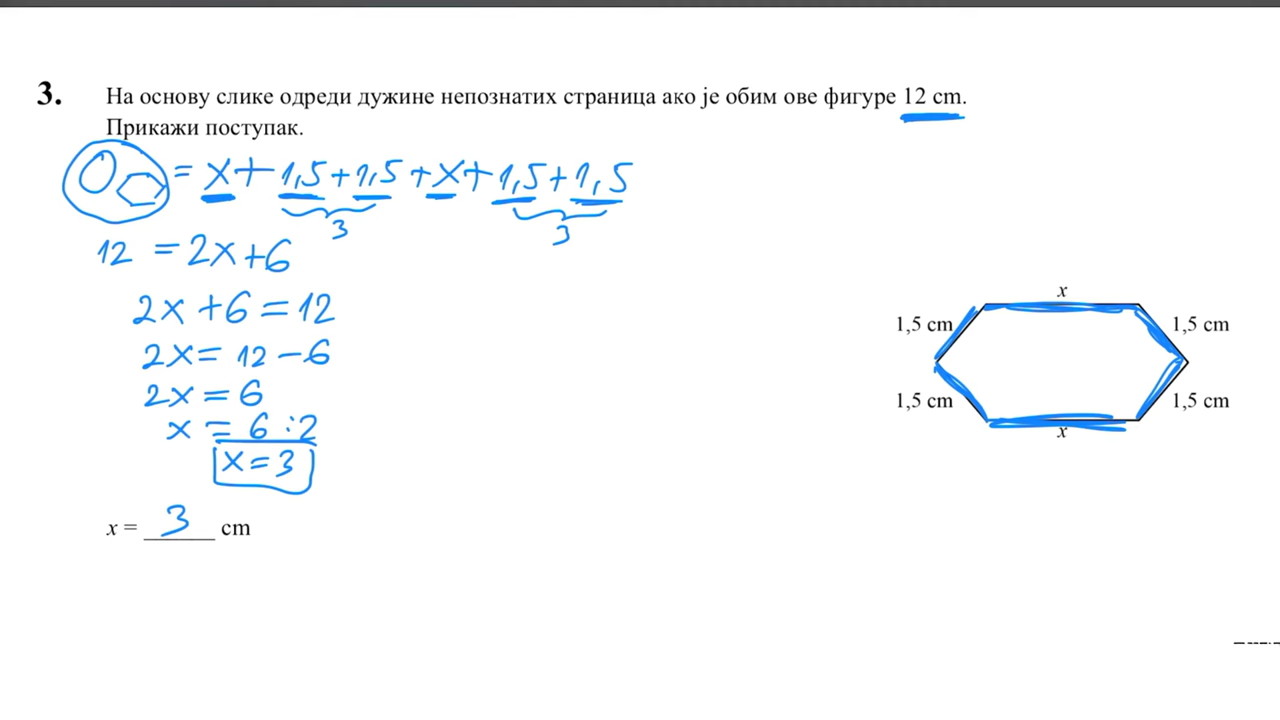 3. На основу слике одреди дужине непознатих страница ако је обим ове фигуре 12 cm.
Прикажи поступак.
O = x + 1,5 + 1,5 + x + 1,5 + 1,5
3 3
12 = 2x + 6
2x + 6 = 12
2x = 12 - 6
2x = 6
x = 6 : 2
x = 3
x = 3 cm
x
1,5 cm 1,5 cm
1,5 cm 1,5 cm
x